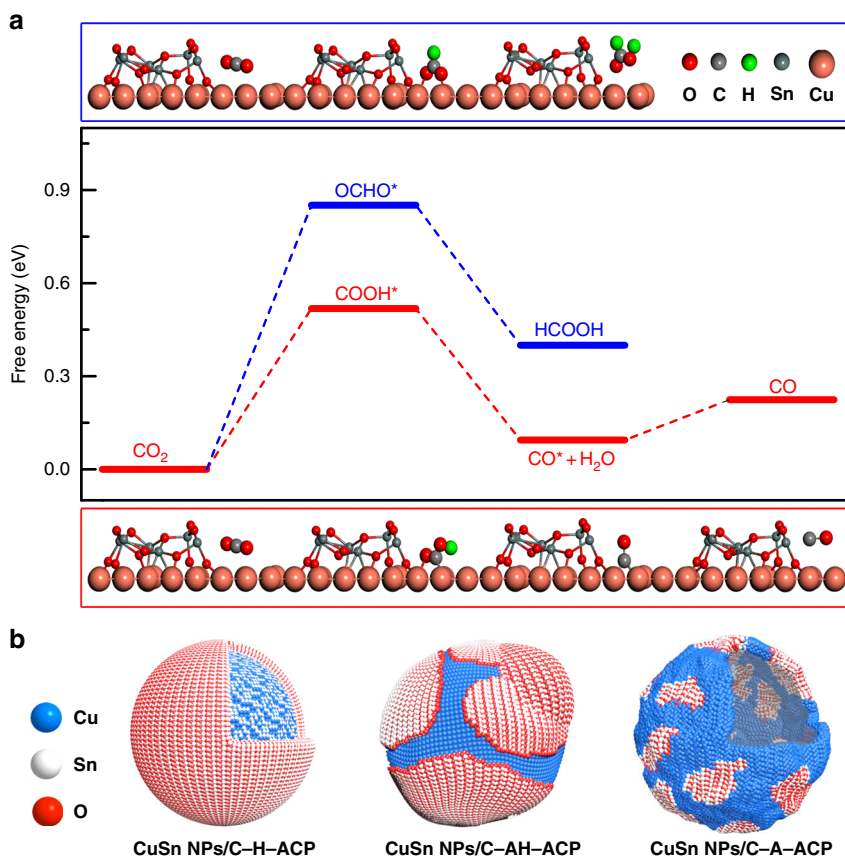 a
O C H Sn Cu
0.9
0.6
0.3
0.0
Free energy (eV)
OCHO*
COOH*
HCOOH
CO
CO₂
CO* + H₂O
b
Cu
Sn
O
CuSn NPs/C–H–ACP
CuSn NPs/C–AH–ACP
CuSn NPs/C–A–ACP